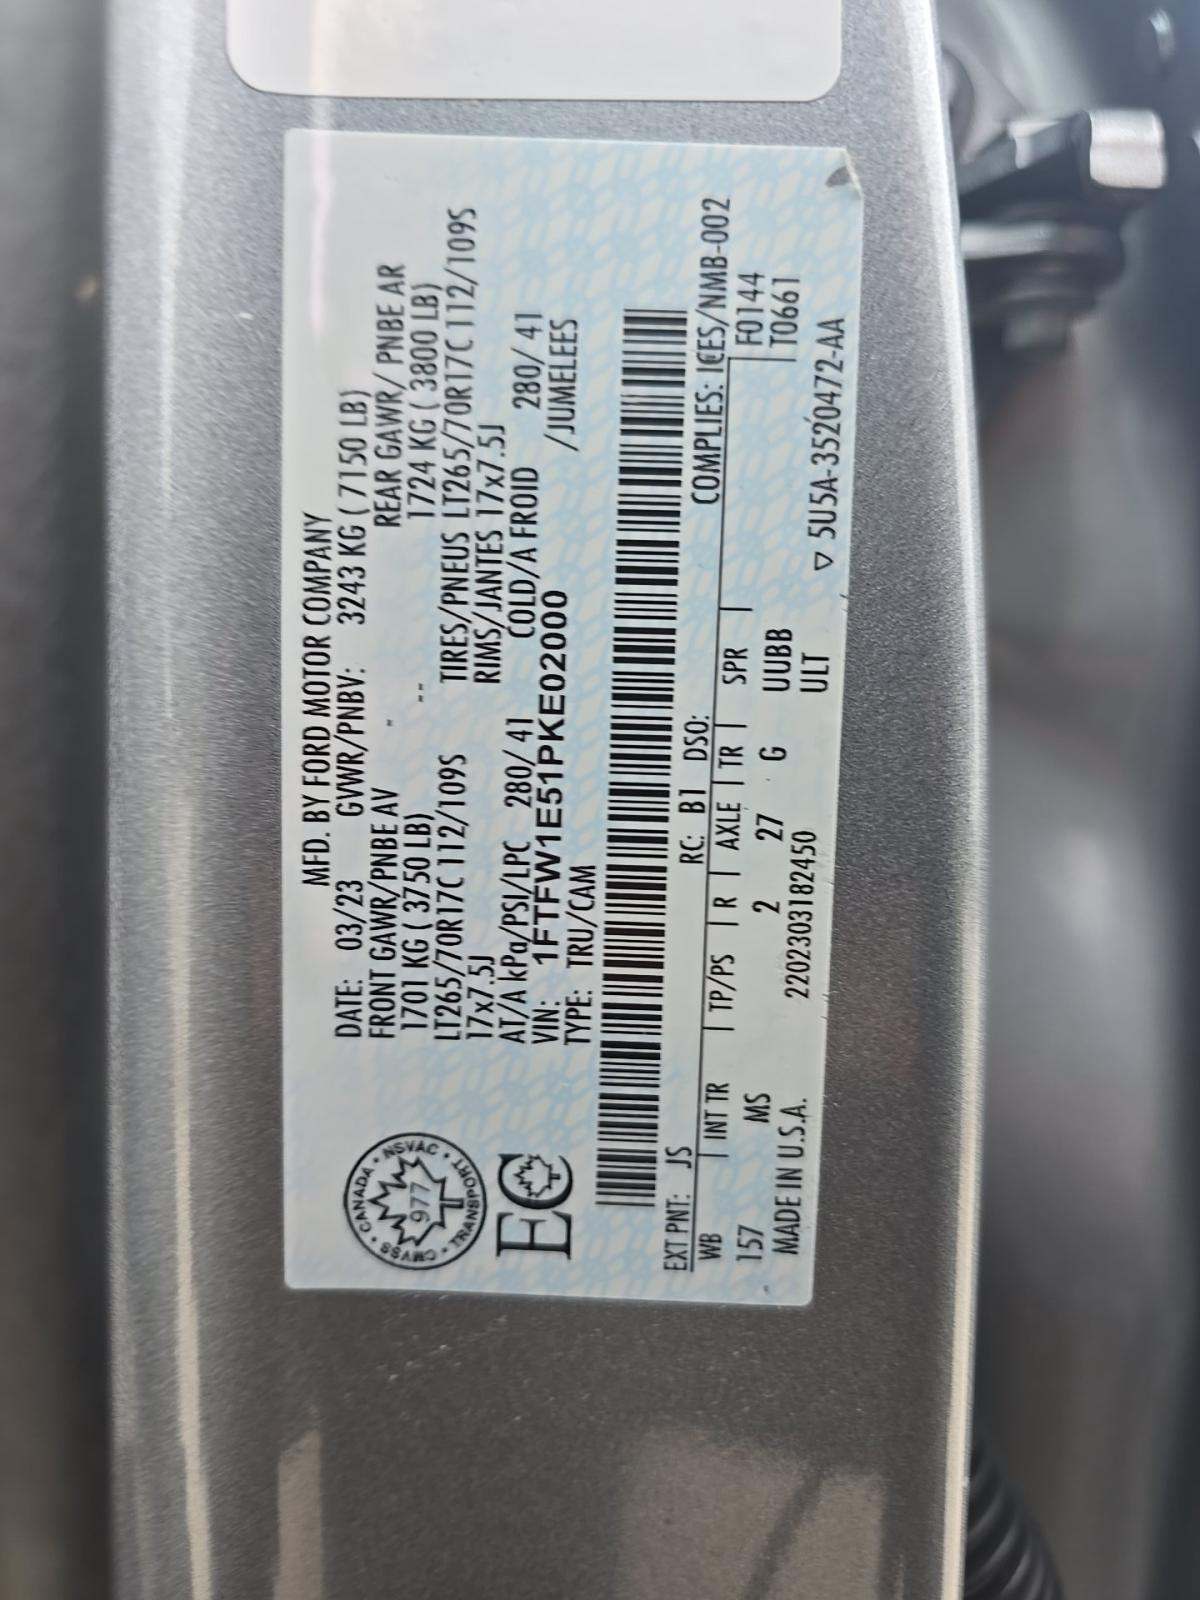 MFD. BY FORD MOTOR COMPANY
DATE: 03/23 GVWR/PNBV: 3243 KG ( 7150 LB)
FRONT GAWR/PNBE AV - REAR GAWR/ PNBE AR
1701 KG ( 3750 LB) -- 1724 KG ( 3800 LB)
LT265/70R17C 112/109S TIRES/PNEUS LT265/70R17C 112/109S
17x7.5J RIMS/JANTES 17x7.5J
AT/A kPa/PSI/LPC 280/ 41 COLD/A FROID 280/ 41
VIN: 1FTFW1E51PKE02000 /JUMELEES
TYPE: TRU/CAM
CANADA • NSVAC • TRANSPORT • CMVSS •
977
EC
EXT PNT: JS RC: B1 DSO: COMPLIES: ICES/NMB-002
WB | INT TR | TP/PS | R | AXLE | TR | SPR | F0144
157 MS 2 27 G UUBB T0661
MADE IN U.S.A. 2202303182450 ULT
▽ 5U5A-3520472-AA